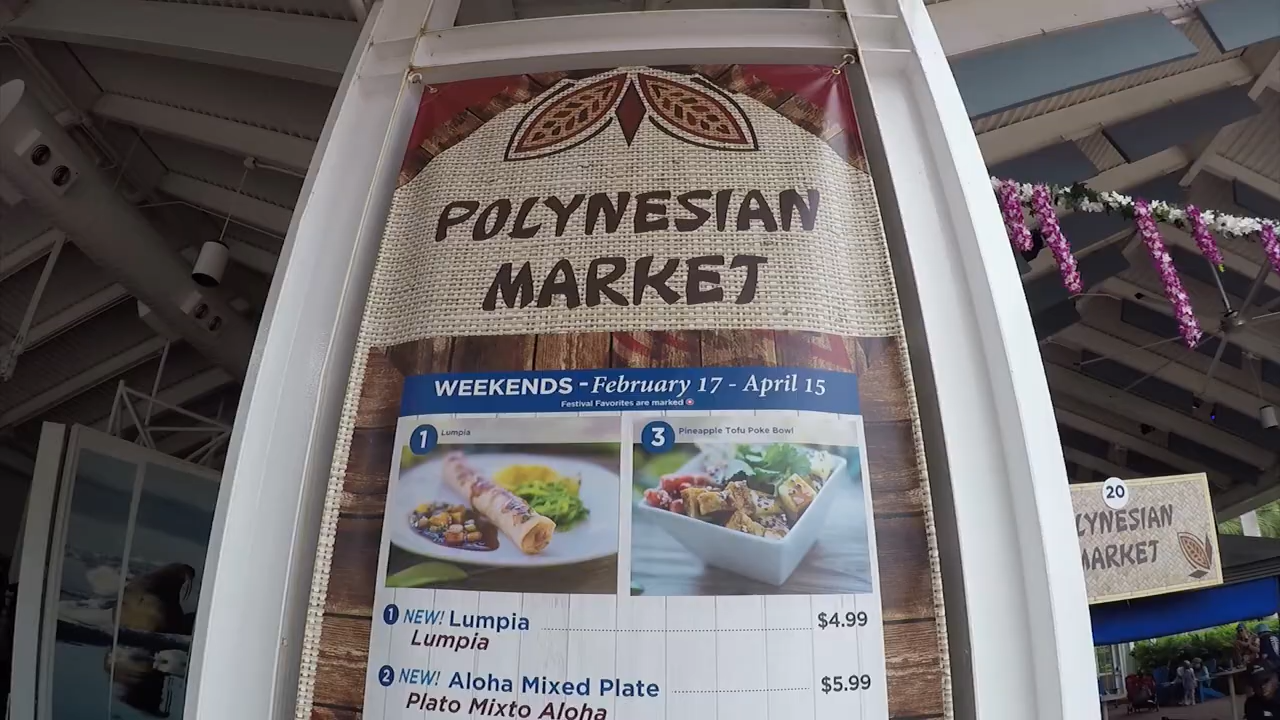 POLYNESIAN
MARKET
WEEKENDS - February 17 - April 15
Festival Favorites are marked
1 Lumpia
3 Pineapple Tofu Poke Bowl
1 NEW! Lumpia $4.99
Lumpia
2 NEW! Aloha Mixed Plate $5.99
Plato Mixto Aloha
20
LYNESIAN
MARKET